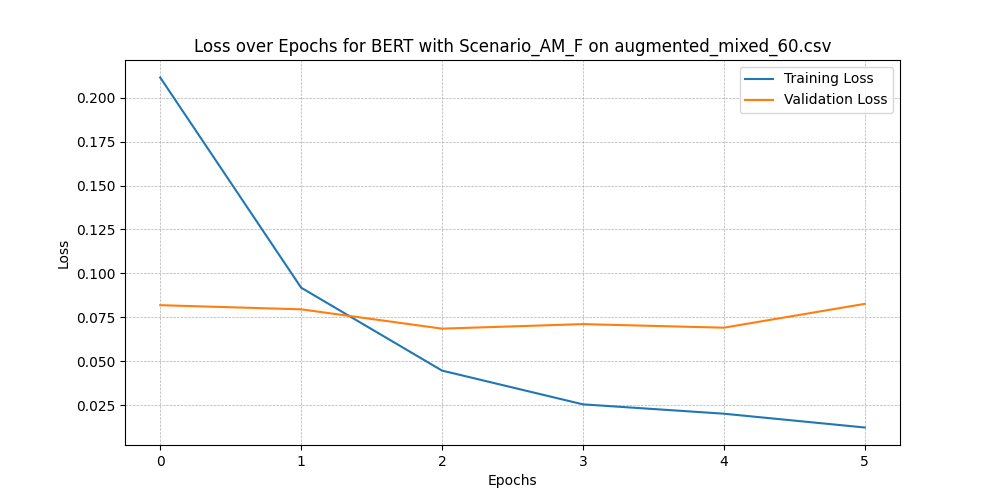 Loss over Epochs for BERT with Scenario_AM_F on augmented_mixed_60.csv
Training Loss
Validation Loss
0.200
0.175
0.150
0.125
0.100
0.075
0.050
0.025
Loss
0 1 2 3 4 5
Epochs